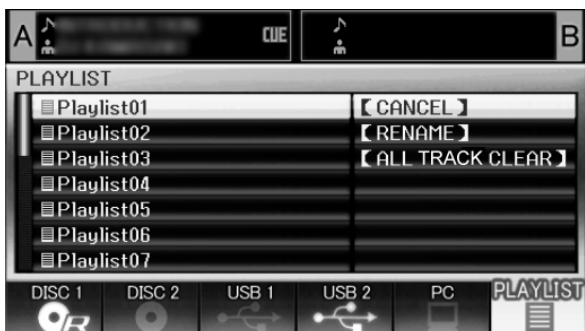 A CUE B
PLAYLIST
Playlist01 【CANCEL】
Playlist02 【RENAME】
Playlist03 【ALL TRACK CLEAR】
Playlist04
Playlist05
Playlist06
Playlist07
DISC 1 DISC 2 USB 1 USB 2 PC PLAYLIST
R